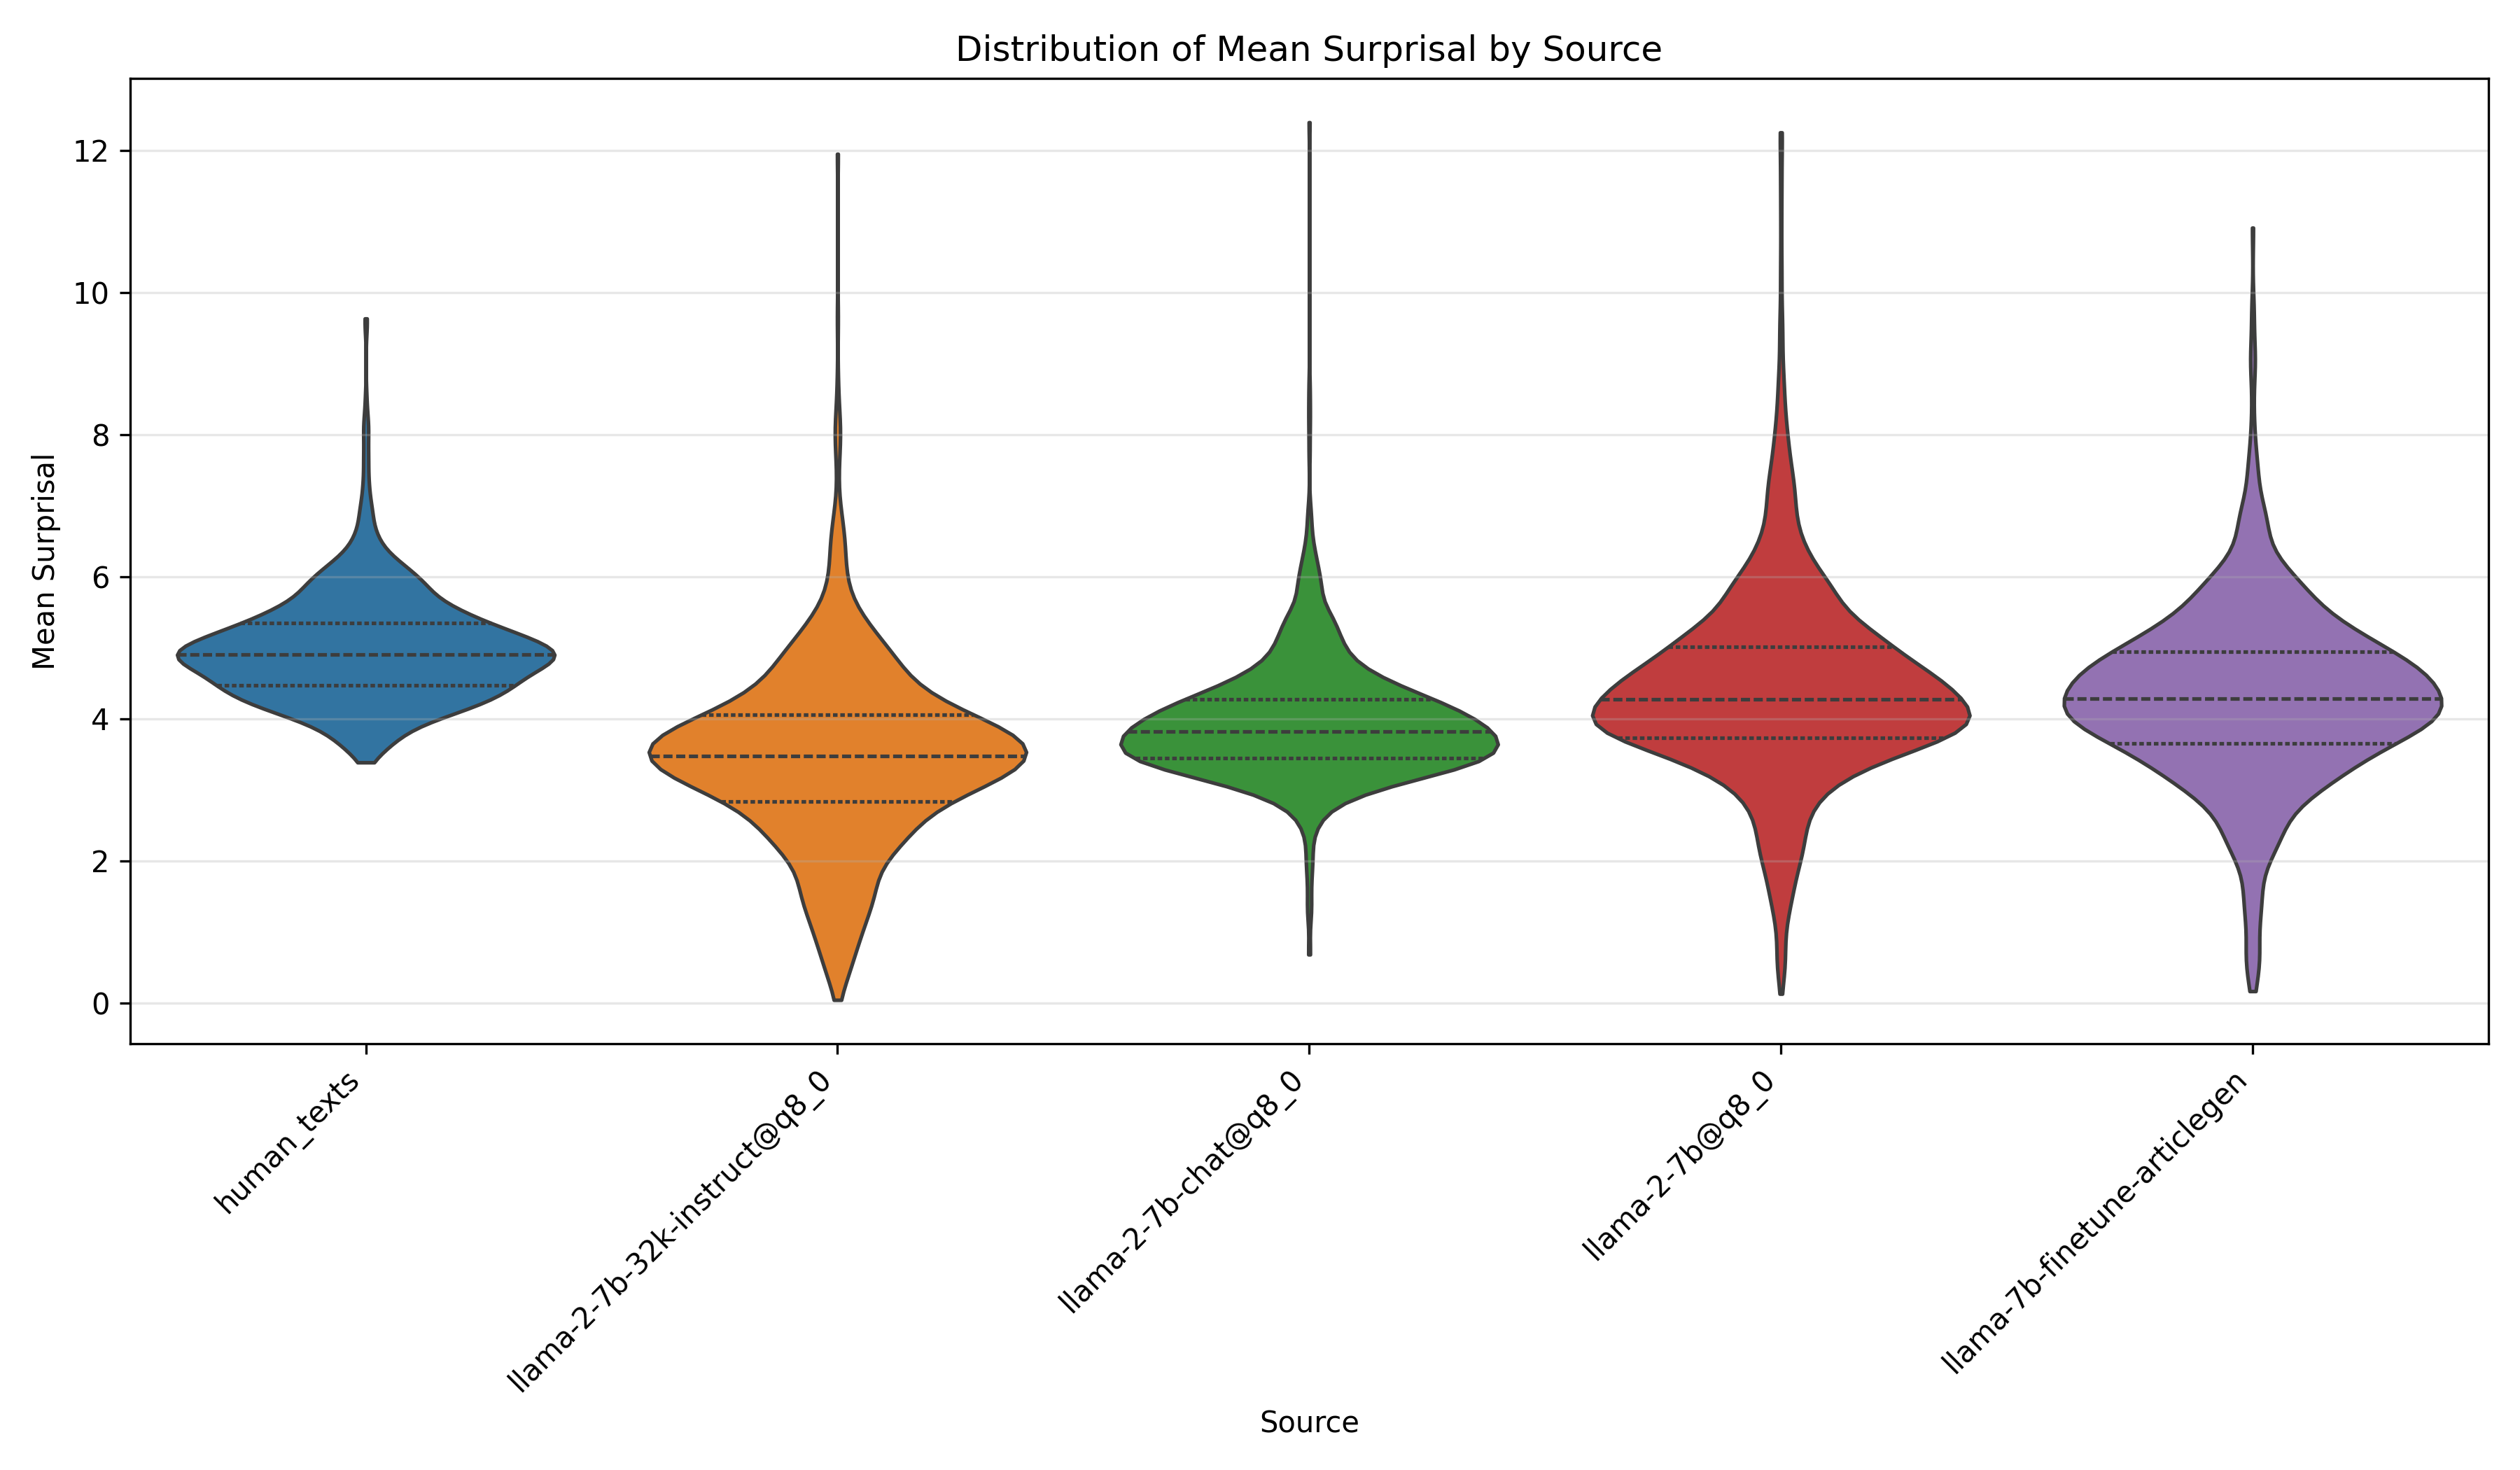 Distribution of Mean Surprisal by Source
Mean Surprisal
12
10
8
6
4
2
0
human_texts
llama-2-7b-32k-instruct@q8_0
llama-2-7b-chat@q8_0
llama-2-7b@q8_0
llama-7b-finetune-articlegen
Source